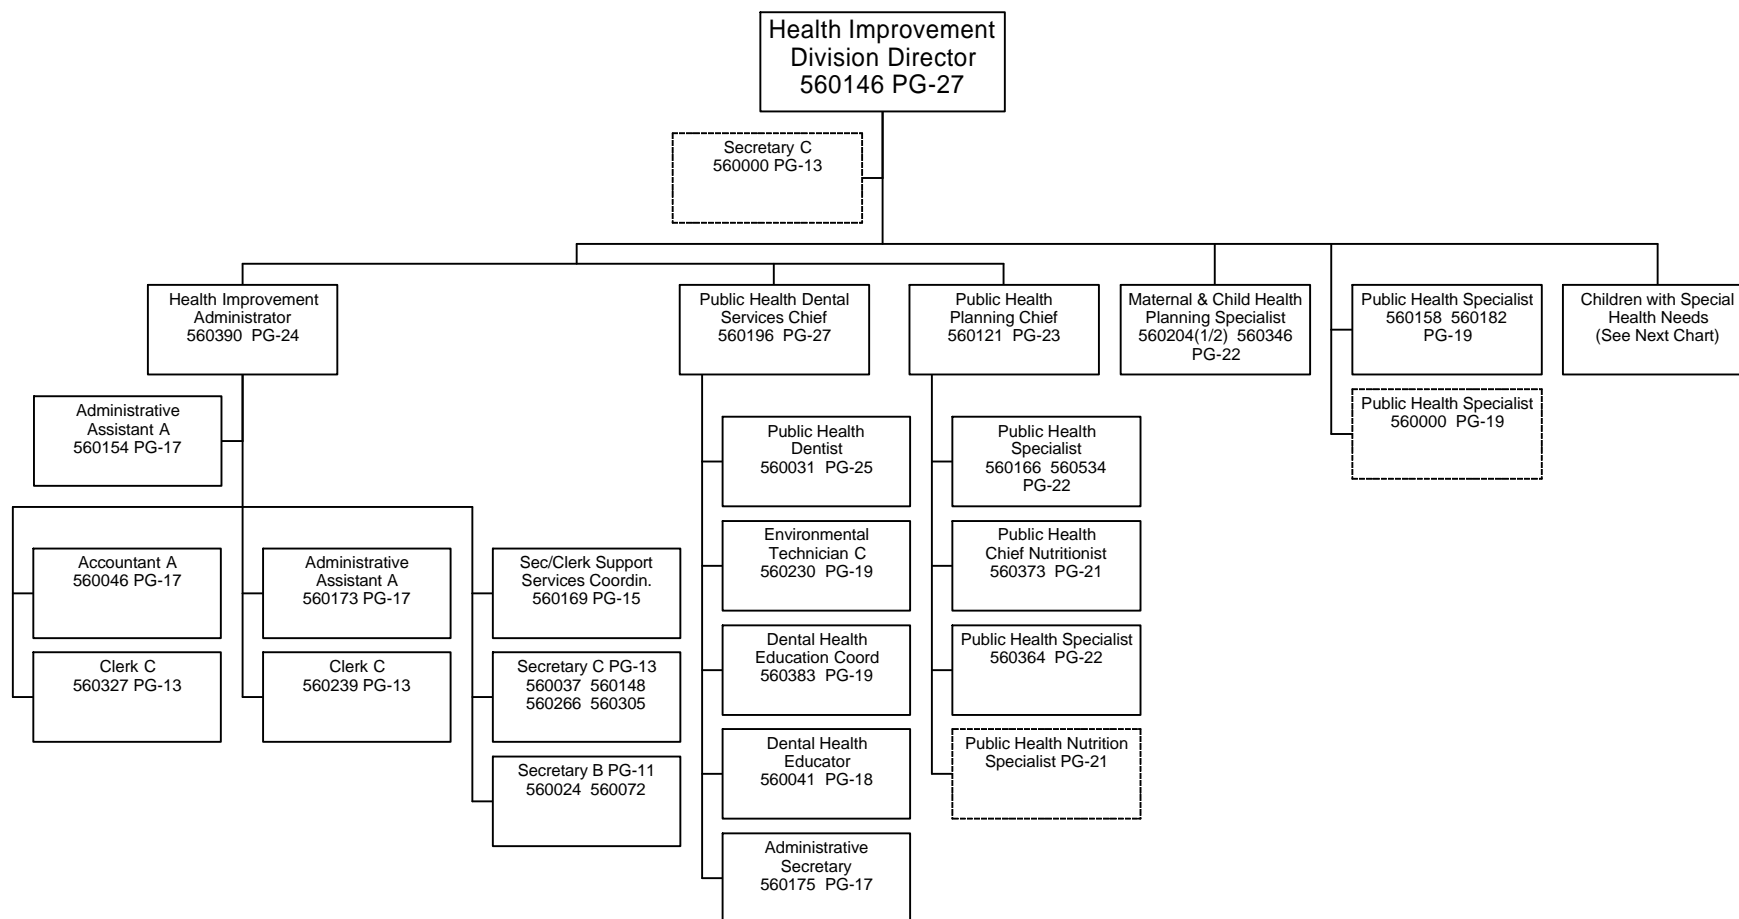 Health Improvement
Division Director
560146 PG-27
Secretary C
560000 PG-13
Health Improvement
Administrator
560390 PG-24
Public Health Dental
Services Chief
560196 PG-27
Public Health
Planning Chief
560121 PG-23
Maternal & Child Health
Planning Specialist
560204(1/2) 560346
PG-22
Public Health Specialist
560158 560182
PG-19
Children with Special
Health Needs
(See Next Chart)
Administrative
Assistant A
560154 PG-17
Public Health Specialist
560000 PG-19
Public Health
Dentist
560031 PG-25
Public Health
Specialist
560166 560534
PG-22
Accountant A
560046 PG-17
Administrative
Assistant A
560173 PG-17
Sec/Clerk Support
Services Coordin.
560169 PG-15
Environmental
Technician C
560230 PG-19
Public Health
Chief Nutritionist
560373 PG-21
Clerk C
560327 PG-13
Clerk C
560239 PG-13
Secretary C PG-13
560037 560148
560266 560305
Dental Health
Education Coord
560383 PG-19
Public Health Specialist
560364 PG-22
Secretary B PG-11
560024 560072
Dental Health
Educator
560041 PG-18
Public Health Nutrition
Specialist PG-21
Administrative
Secretary
560175 PG-17